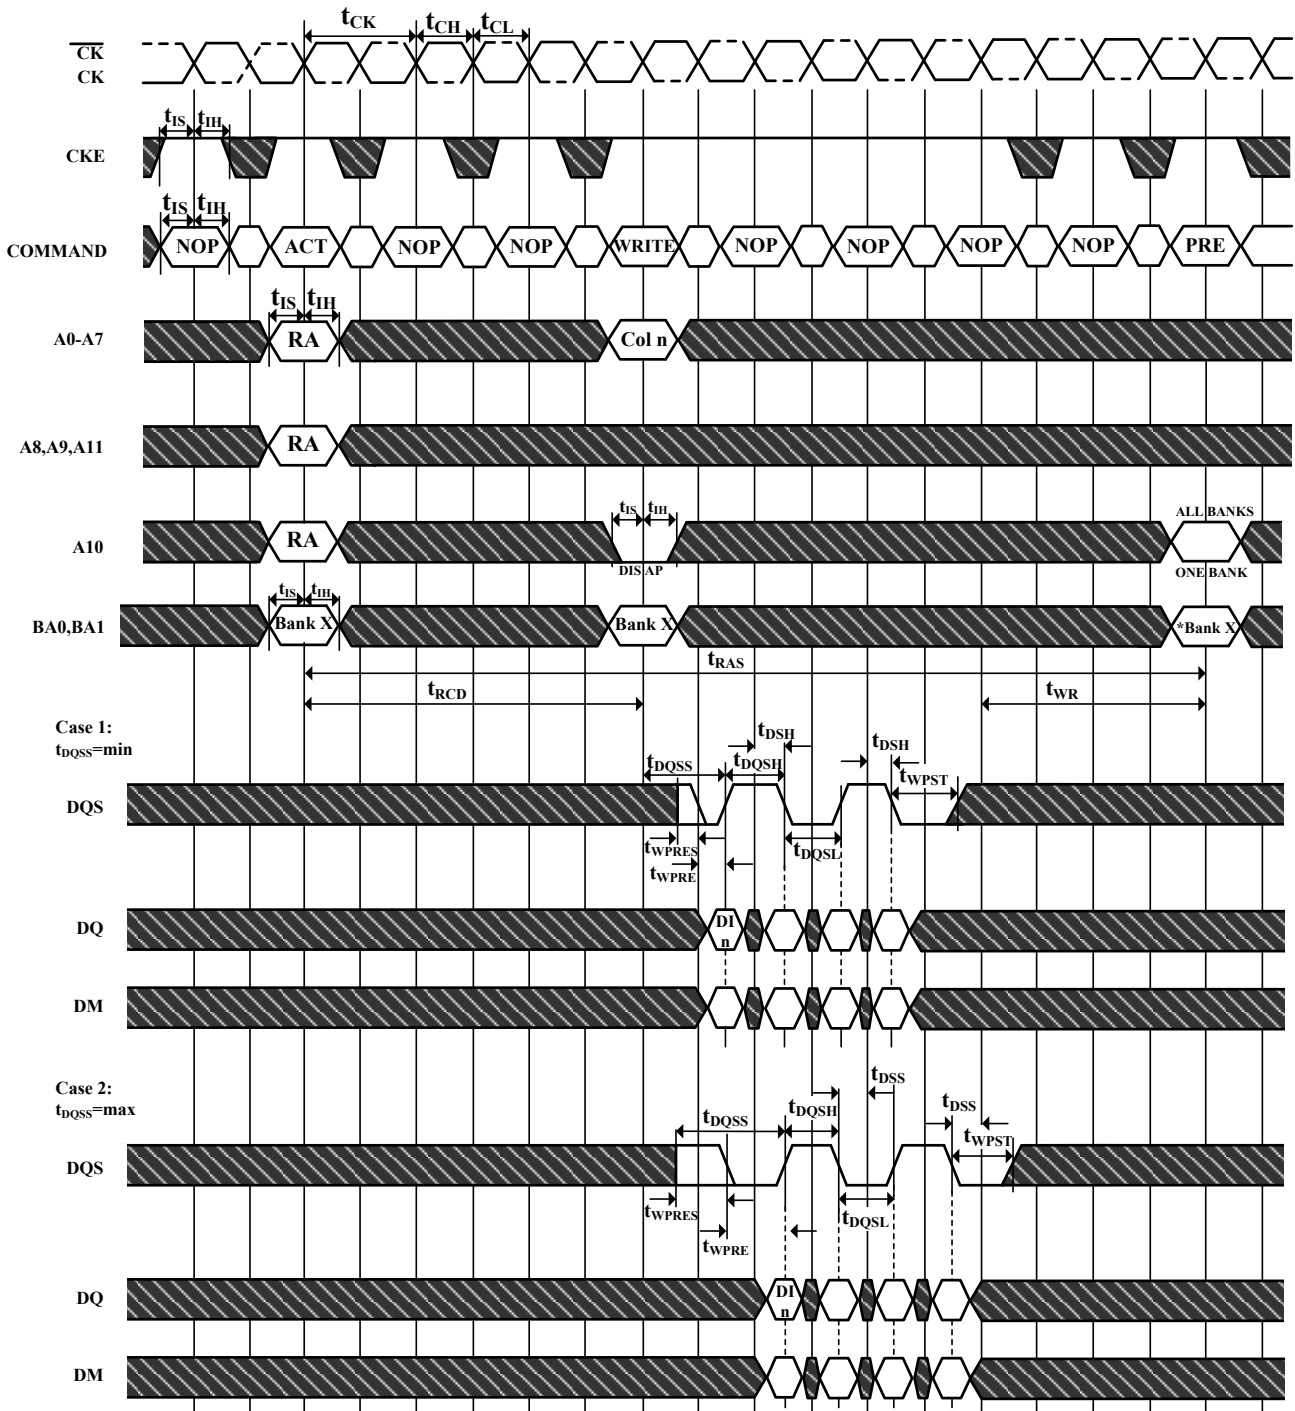 tCK tCH tCL
CK
CK
tIS tIH
CKE
tIS tIH
COMMAND NOP ACT NOP NOP WRITE NOP NOP NOP NOP PRE
tIS tIH
A0-A7 RA Col n
A8,A9,A11 RA
tIS tIH ALL BANKS
A10 RA
DIS AP ONE BANK
tIS tIH
BA0,BA1 Bank X Bank X *Bank X
tRAS
tRCD tWR
Case 1:
tDQSS=min
tDSH tDSH
tDQSS tDQSH tWPST
DQS
tWPRES tDQSL
tWPRE
DQ DI n
DM
Case 2:
tDQSS=max
tDSS tDSS
tDQSS tDQSH tWPST
DQS
tWPRES tDQSL
tWPRE
DQ DI n
DM